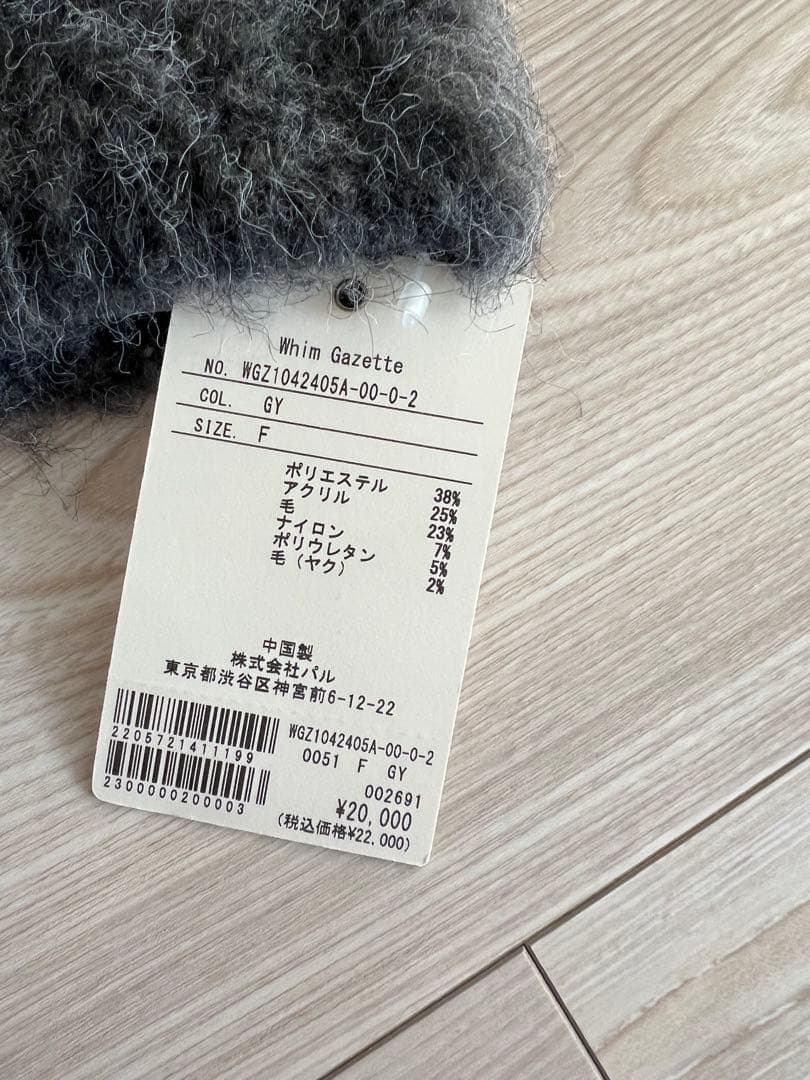 Whim Gazette
NO. WGZ1042405A-00-0-2
COL. GY
SIZE. F
ポリエステル 38%
アクリル 25%
毛 23%
ナイロン 7%
ポリウレタン 5%
毛(ヤク) 2%
中国製
株式会社パル
東京都渋谷区神宮前6-12-22
2205721411199
2300000200003
WGZ1042405A-00-0-2
0051 F GY
002691
¥20,000
(税込価格¥22,000)